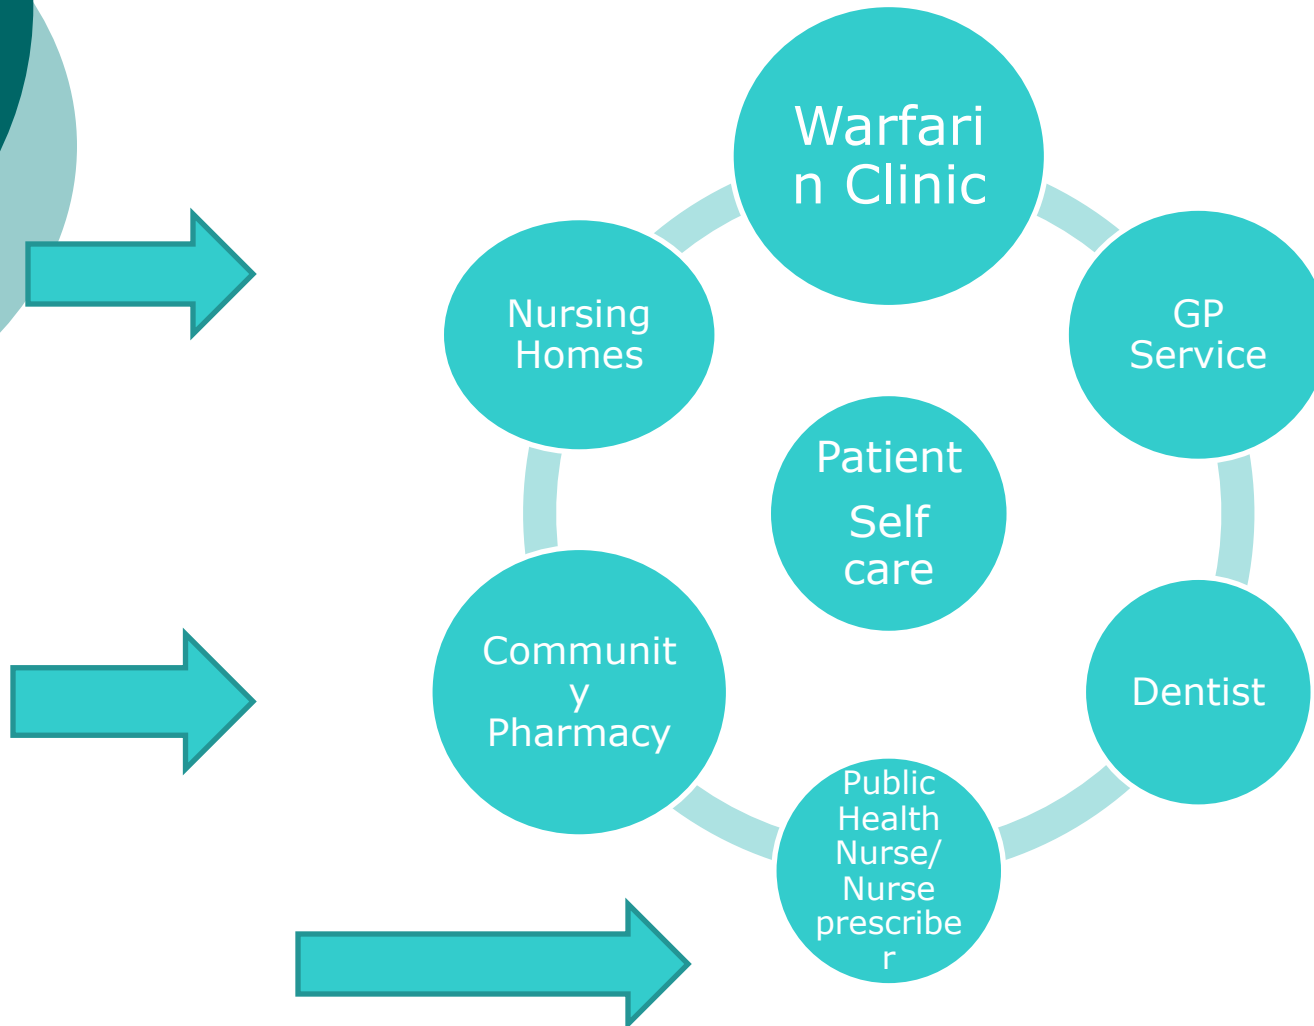 Warfari
n Clinic
Nursing
Homes
GP
Service
Patient
Self
care
Communit
y
Pharmacy
Dentist
Public
Health
Nurse/
Nurse
prescribe
r